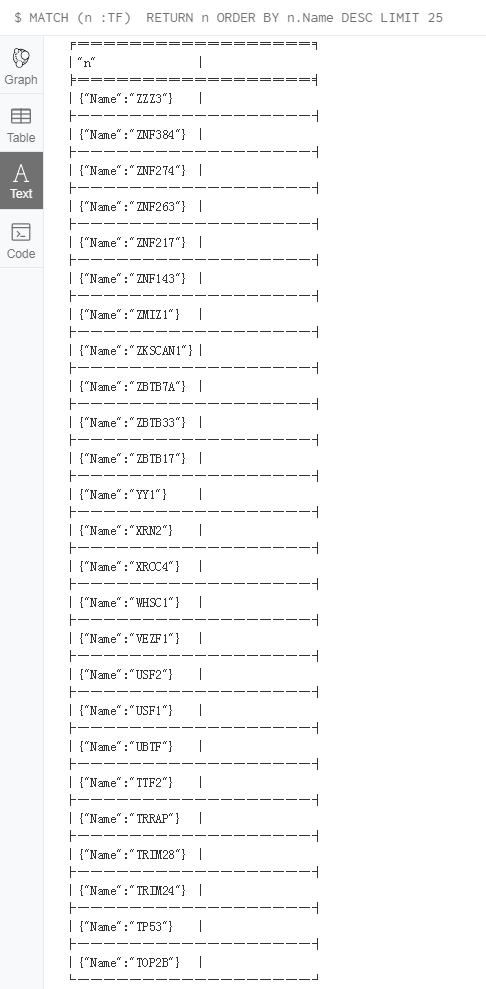 $ MATCH (n :TF)  RETURN n ORDER BY n.Name DESC LIMIT 25
Graph
Table
Text
Code
"n"
{"Name":"ZZZ3"}
{"Name":"ZNF384"}
{"Name":"ZNF274"}
{"Name":"ZNF263"}
{"Name":"ZNF217"}
{"Name":"ZNF143"}
{"Name":"ZMIZ1"}
{"Name":"ZKSCAN1"}
{"Name":"ZBTB7A"}
{"Name":"ZBTB33"}
{"Name":"ZBTB17"}
{"Name":"YY1"}
{"Name":"XRN2"}
{"Name":"XRCC4"}
{"Name":"WHSC1"}
{"Name":"VEZF1"}
{"Name":"USF2"}
{"Name":"USF1"}
{"Name":"UBTF"}
{"Name":"TTF2"}
{"Name":"TRRAP"}
{"Name":"TRIM28"}
{"Name":"TRIM24"}
{"Name":"TP53"}
{"Name":"TOP2B"}